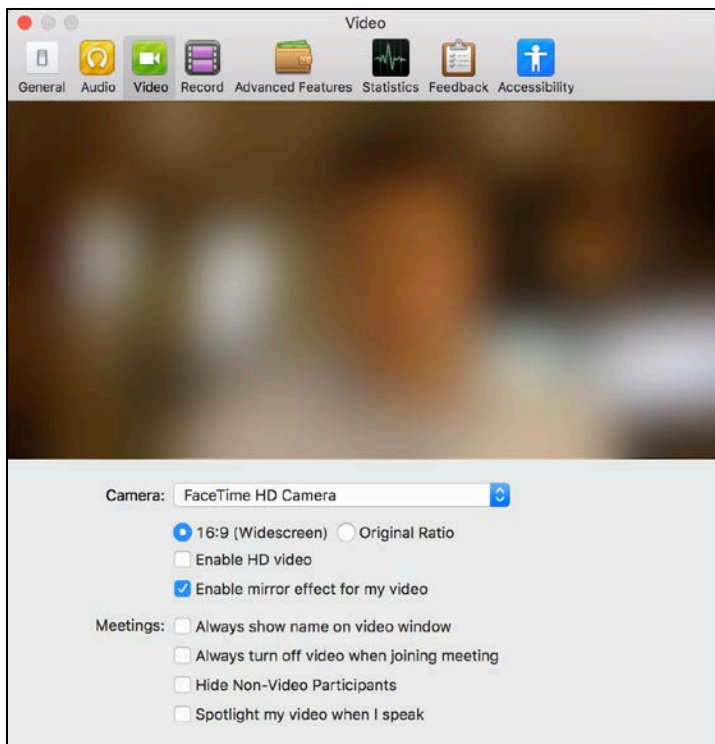 Video
General Audio Video Record Advanced Features Statistics Feedback Accessibility
Camera: FaceTime HD Camera
16:9 (Widescreen) Original Ratio
Enable HD video
Enable mirror effect for my video
Meetings: Always show name on video window
Always turn off video when joining meeting
Hide Non-Video Participants
Spotlight my video when I speak